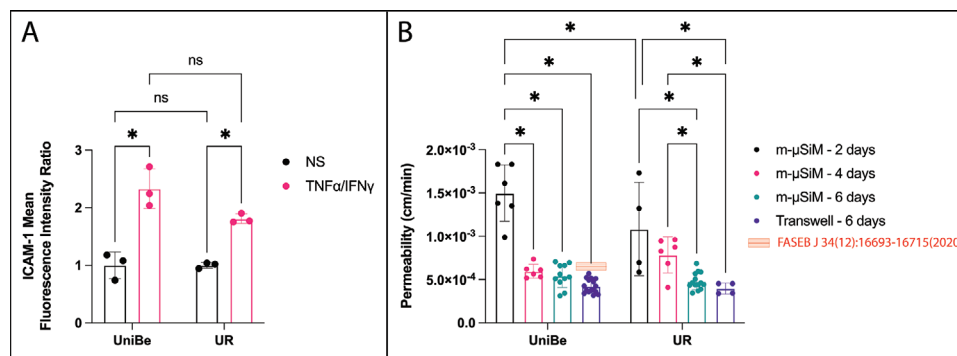 A
ns
ns
*
*
ICAM-1 Mean
Fluorescence Intensity Ratio
3
2
1
0
UniBe
UR
NS
TNFα/IFNγ
B
*
*
*
*
*
*
*
*
Permeability (cm/min)
2.0×10⁻³
1.5×10⁻³
1.0×10⁻³
5.0×10⁻⁴
0.0
UniBe
UR
m-µSiM - 2 days
m-µSiM - 4 days
m-µSiM - 6 days
Transwell - 6 days
FASEB J 34(12):16693-16715(2020